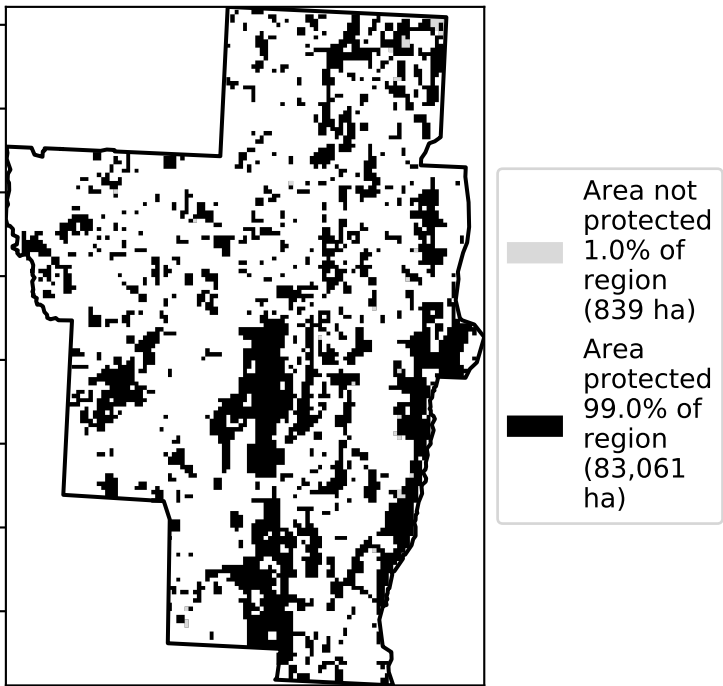 Area not
protected
1.0% of
region
(839 ha)
Area
protected
99.0% of
region
(83,061
ha)